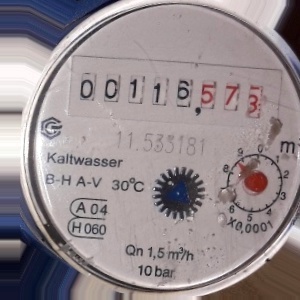 00116,573
m³
11.533181
Kaltwasser
B-H A-V 30°C
A 04
H 060
Qn 1,5 m³/h
10 bar
X0,0001